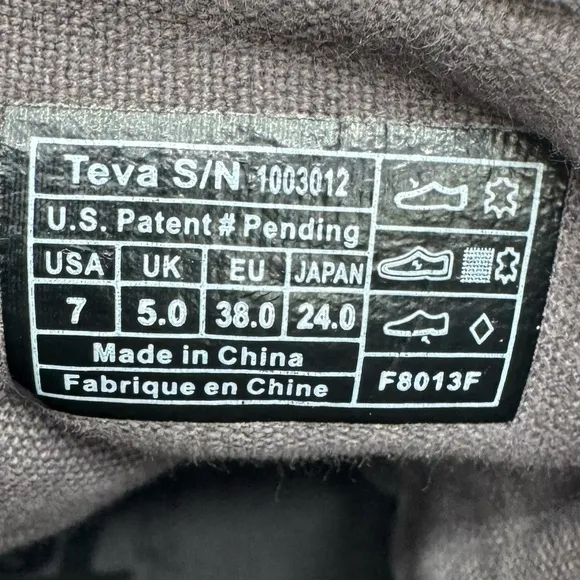 Teva S/N 1003012
U.S. Patent # Pending
USA UK EU JAPAN
7 5.0 38.0 24.0
Made in China
Fabrique en Chine
F8013F